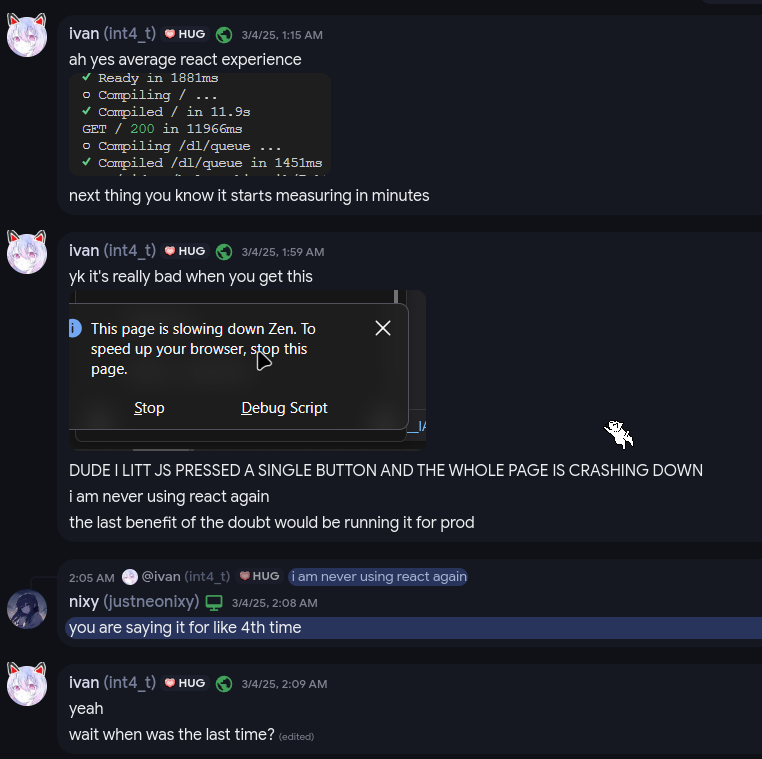 ivan (int4_t) HUG 3/4/25, 1:15 AM
ah yes average react experience
✓ Ready in 1881ms
○ Compiling / ...
✓ Compiled / in 11.9s
GET / 200 in 11966ms
○ Compiling /dl/queue ...
✓ Compiled /dl/queue in 1451ms
next thing you know it starts measuring in minutes
ivan (int4_t) HUG 3/4/25, 1:59 AM
yk it's really bad when you get this
This page is slowing down Zen. To
speed up your browser, stop this
page.
Stop Debug Script
DUDE I LITT JS PRESSED A SINGLE BUTTON AND THE WHOLE PAGE IS CRASHING DOWN
i am never using react again
the last benefit of the doubt would be running it for prod
2:05 AM @ivan (int4_t) HUG i am never using react again
nixy (justneonixy) 3/4/25, 2:08 AM
you are saying it for like 4th time
ivan (int4_t) HUG 3/4/25, 2:09 AM
yeah
wait when was the last time? (edited)